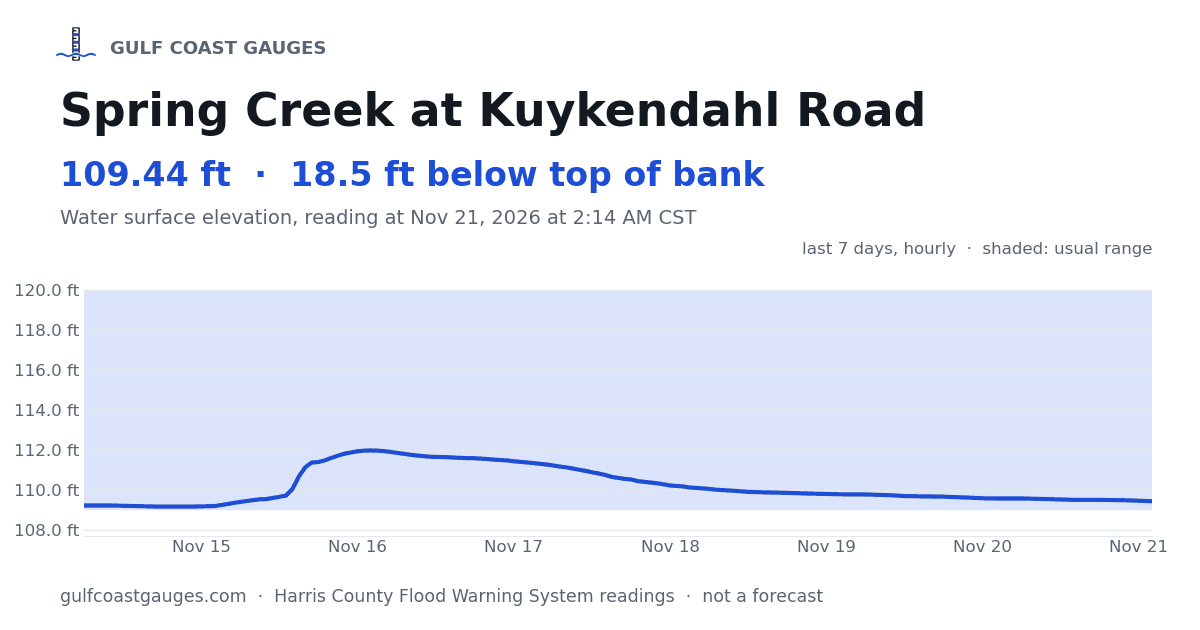 GULF COAST GAUGES
Spring Creek at Kuykendahl Road
109.44 ft · 18.5 ft below top of bank
Water surface elevation, reading at Nov 21, 2026 at 2:14 AM CST
last 7 days, hourly · shaded: usual range
120.0 ft
118.0 ft
116.0 ft
114.0 ft
112.0 ft
110.0 ft
108.0 ft
Nov 15 Nov 16 Nov 17 Nov 18 Nov 19 Nov 20 Nov 21
gulfcoastgauges.com · Harris County Flood Warning System readings · not a forecast